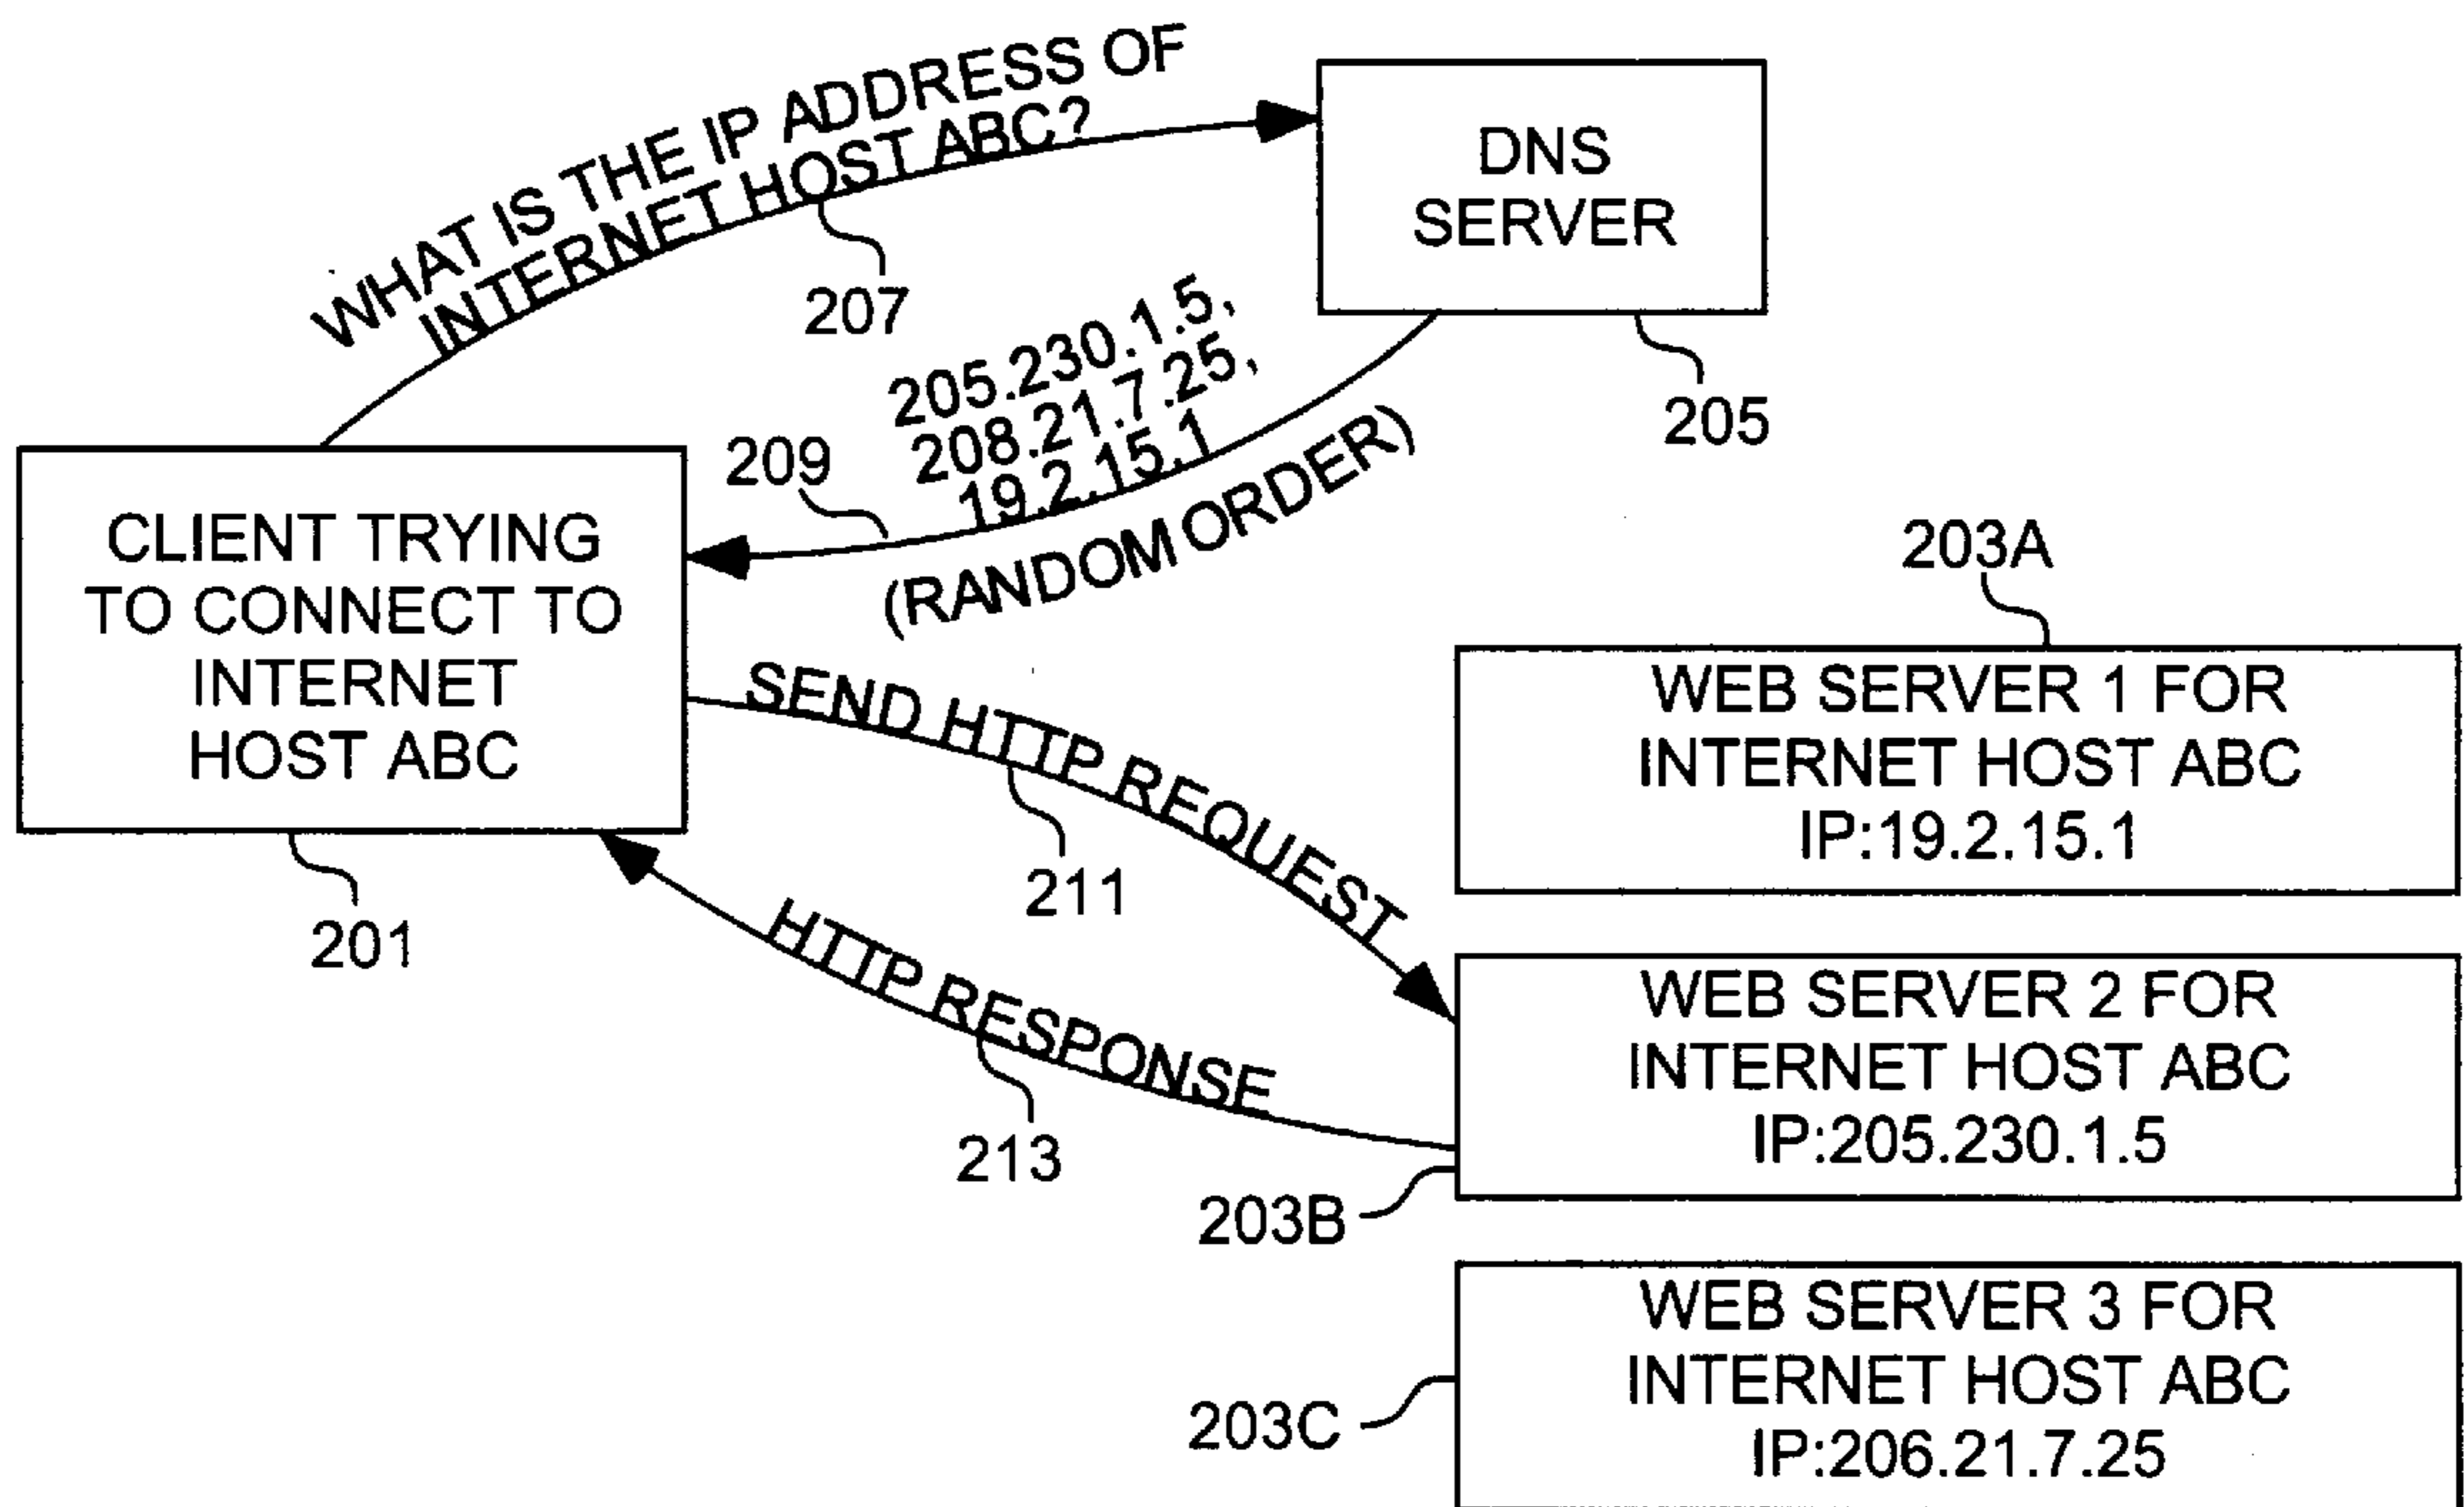 WHAT IS THE IP ADDRESS OF
INTERNET HOST ABC?
207
DNS
SERVER
205
205.230.1.5,
208.21.7.25,
19.2.15.1
(RANDOM ORDER)
209
CLIENT TRYING
TO CONNECT TO
INTERNET
HOST ABC
201
SEND HTTP REQUEST
211
HTTP RESPONSE
213
203A
WEB SERVER 1 FOR
INTERNET HOST ABC
IP:19.2.15.1
WEB SERVER 2 FOR
INTERNET HOST ABC
IP:205.230.1.5
203B
WEB SERVER 3 FOR
INTERNET HOST ABC
IP:206.21.7.25
203C